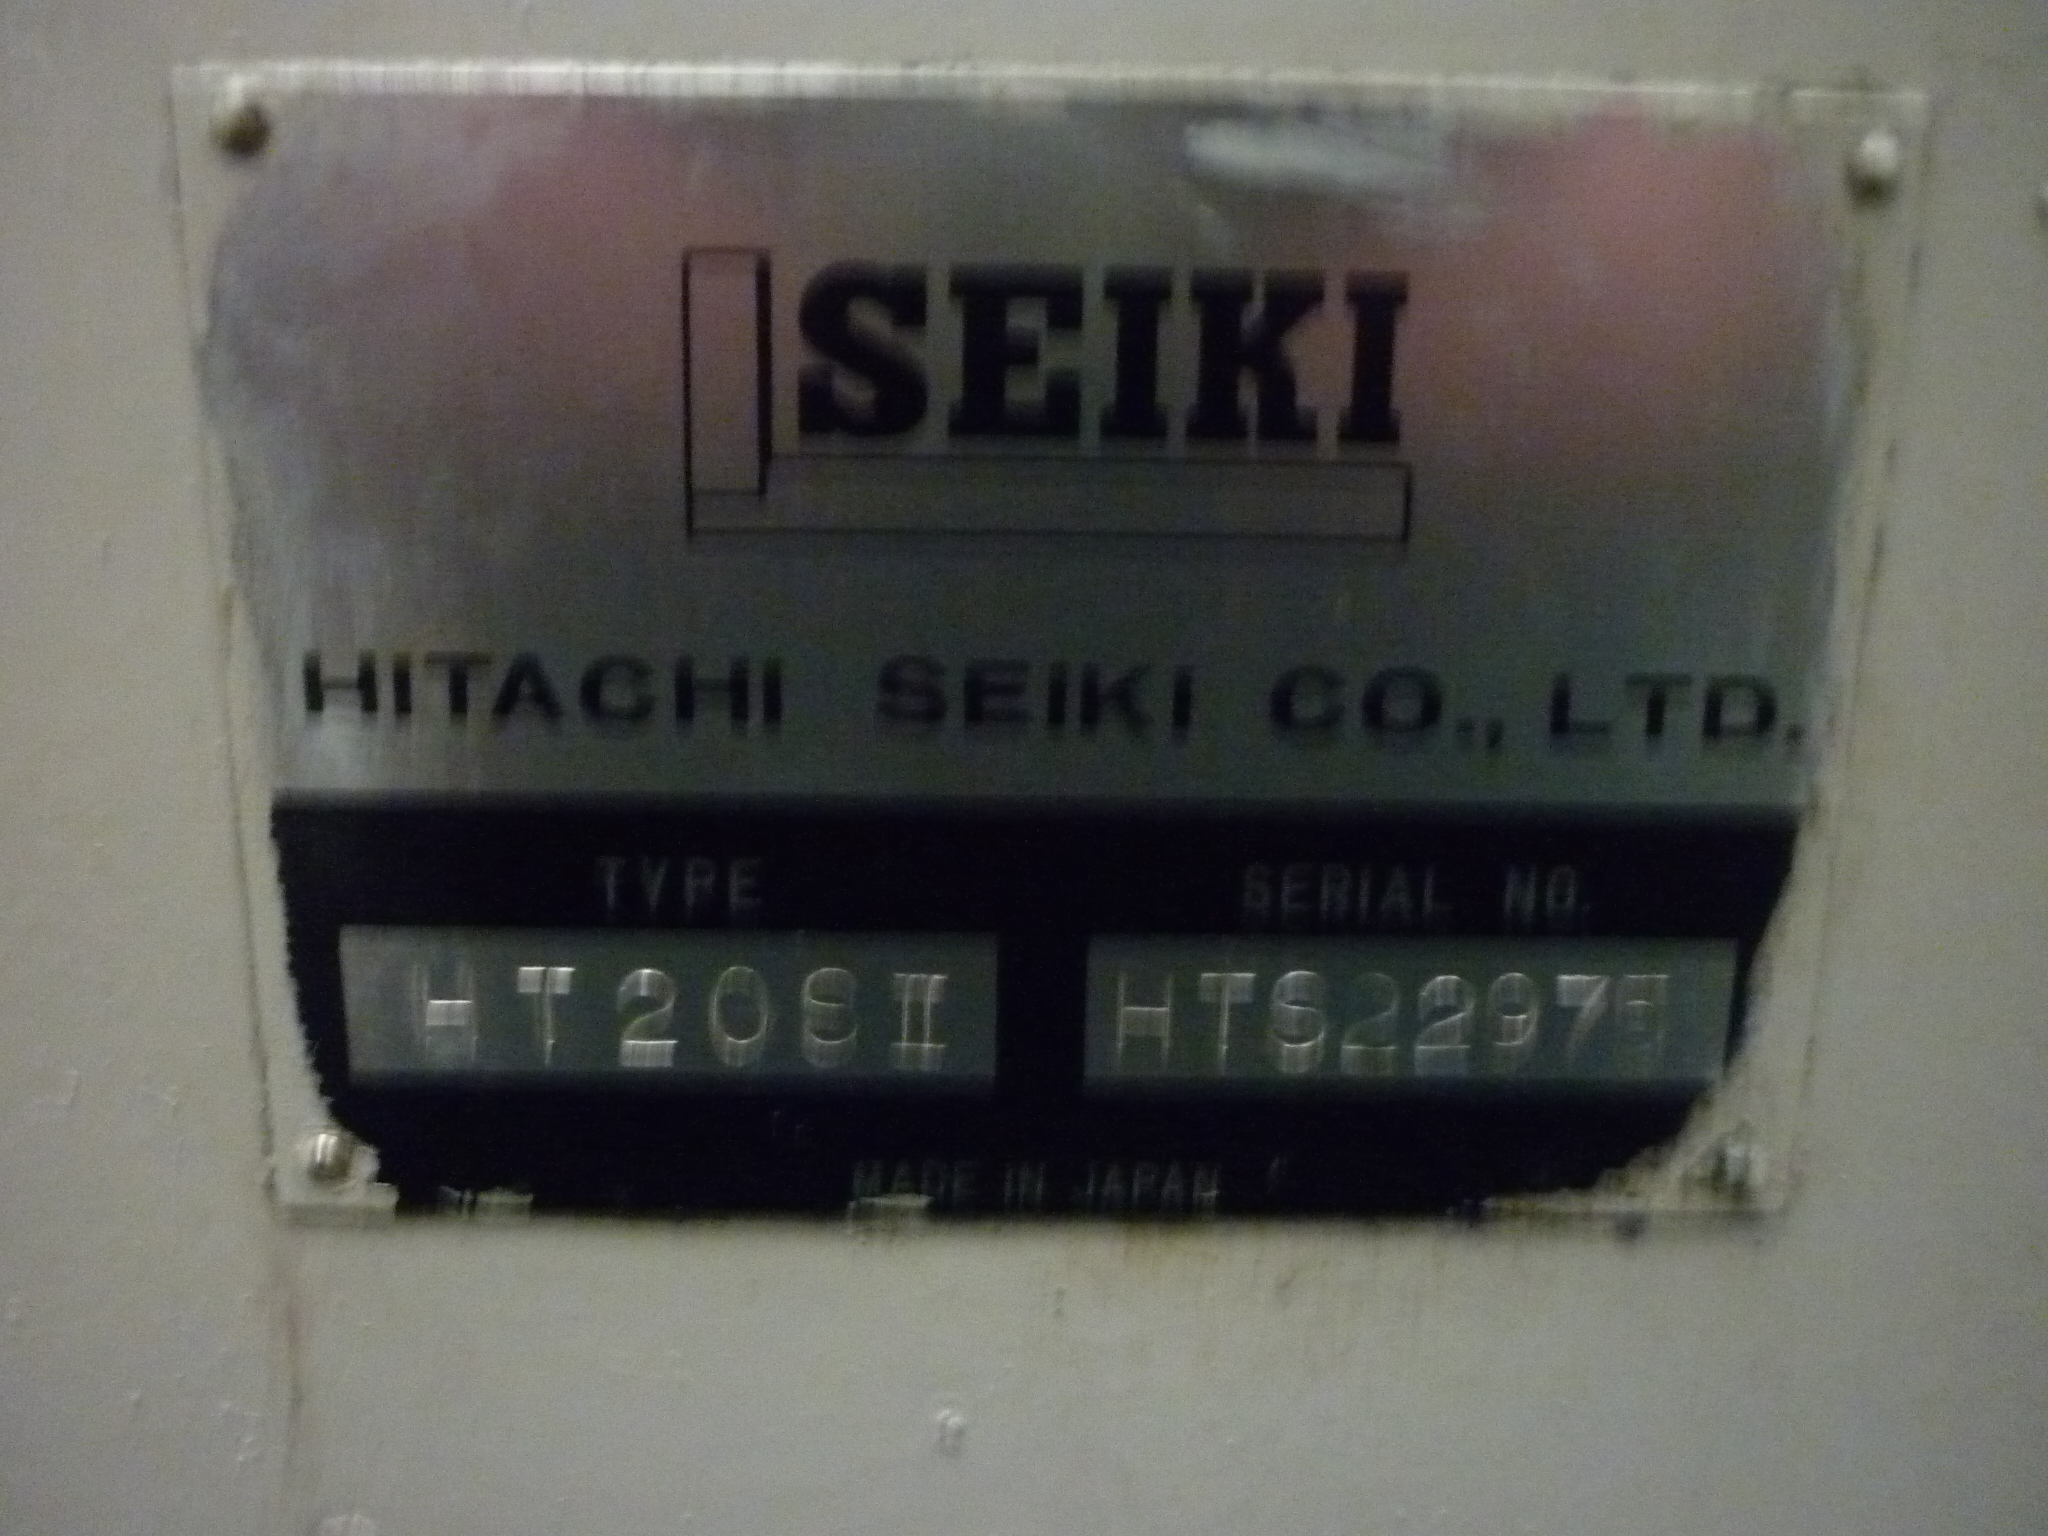 SEIKI
HITACHI SEIKI CO., LTD.
TYPE SERIAL NO.
HT20SII
MADE IN JAPAN